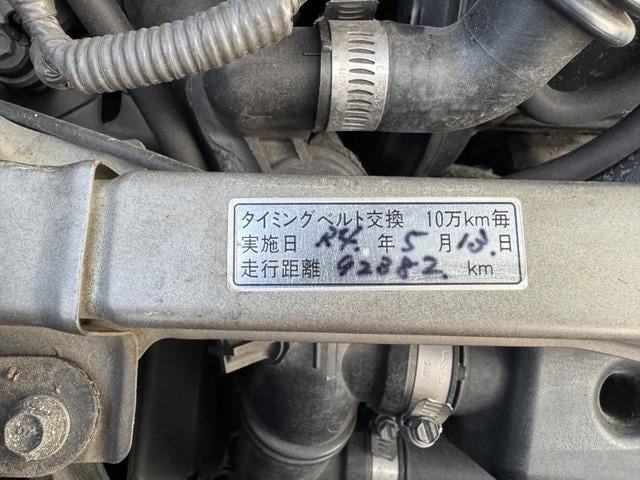 タイミングベルト交換 10万km毎
実施日 R4. 年 5 月 13. 日
走行距離 92382. km